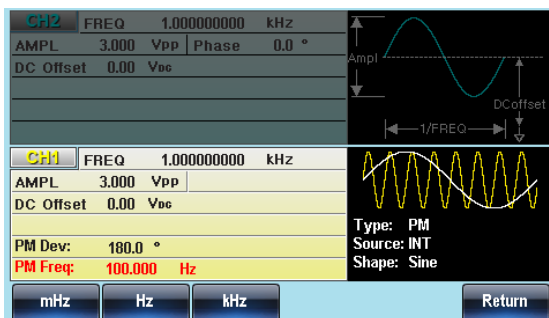 CH2 FREQ 1.000000000 kHz
AMPL 3.000 Vpp Phase 0.0 °
DC Offset 0.00 VDC
Ampl
DCoffset
1/FREQ
CH1 FREQ 1.000000000 kHz
AMPL 3.000 Vpp
DC Offset 0.00 VDC
PM Dev: 180.0 °
PM Freq: 100.000 Hz
Type: PM
Source: INT
Shape: Sine
mHz Hz kHz Return